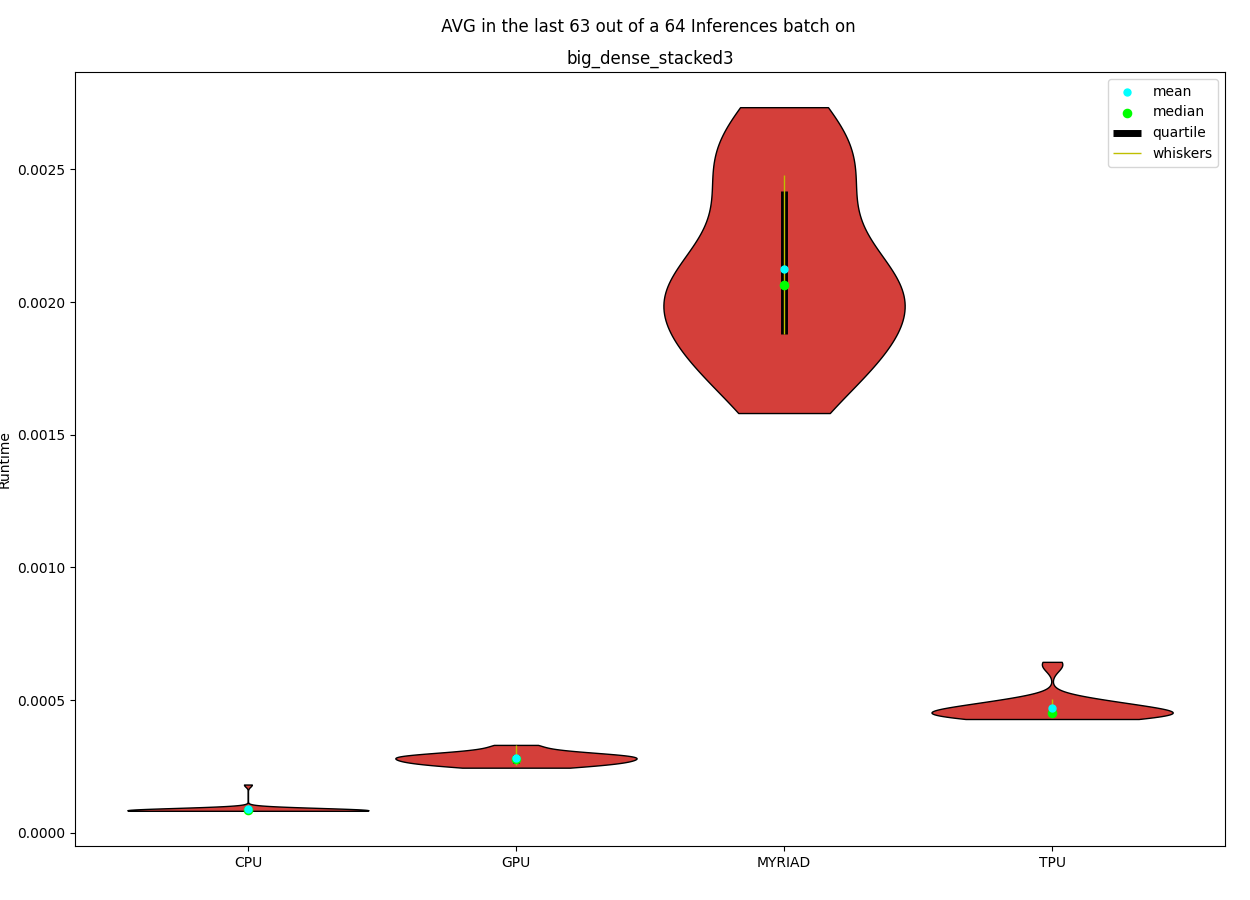 AVG in the last 63 out of a 64 Inferences batch on
big_dense_stacked3
mean
median
quartile
whiskers
0.0025
0.0020
0.0015
0.0010
0.0005
0.0000
Runtime
CPU
GPU
MYRIAD
TPU